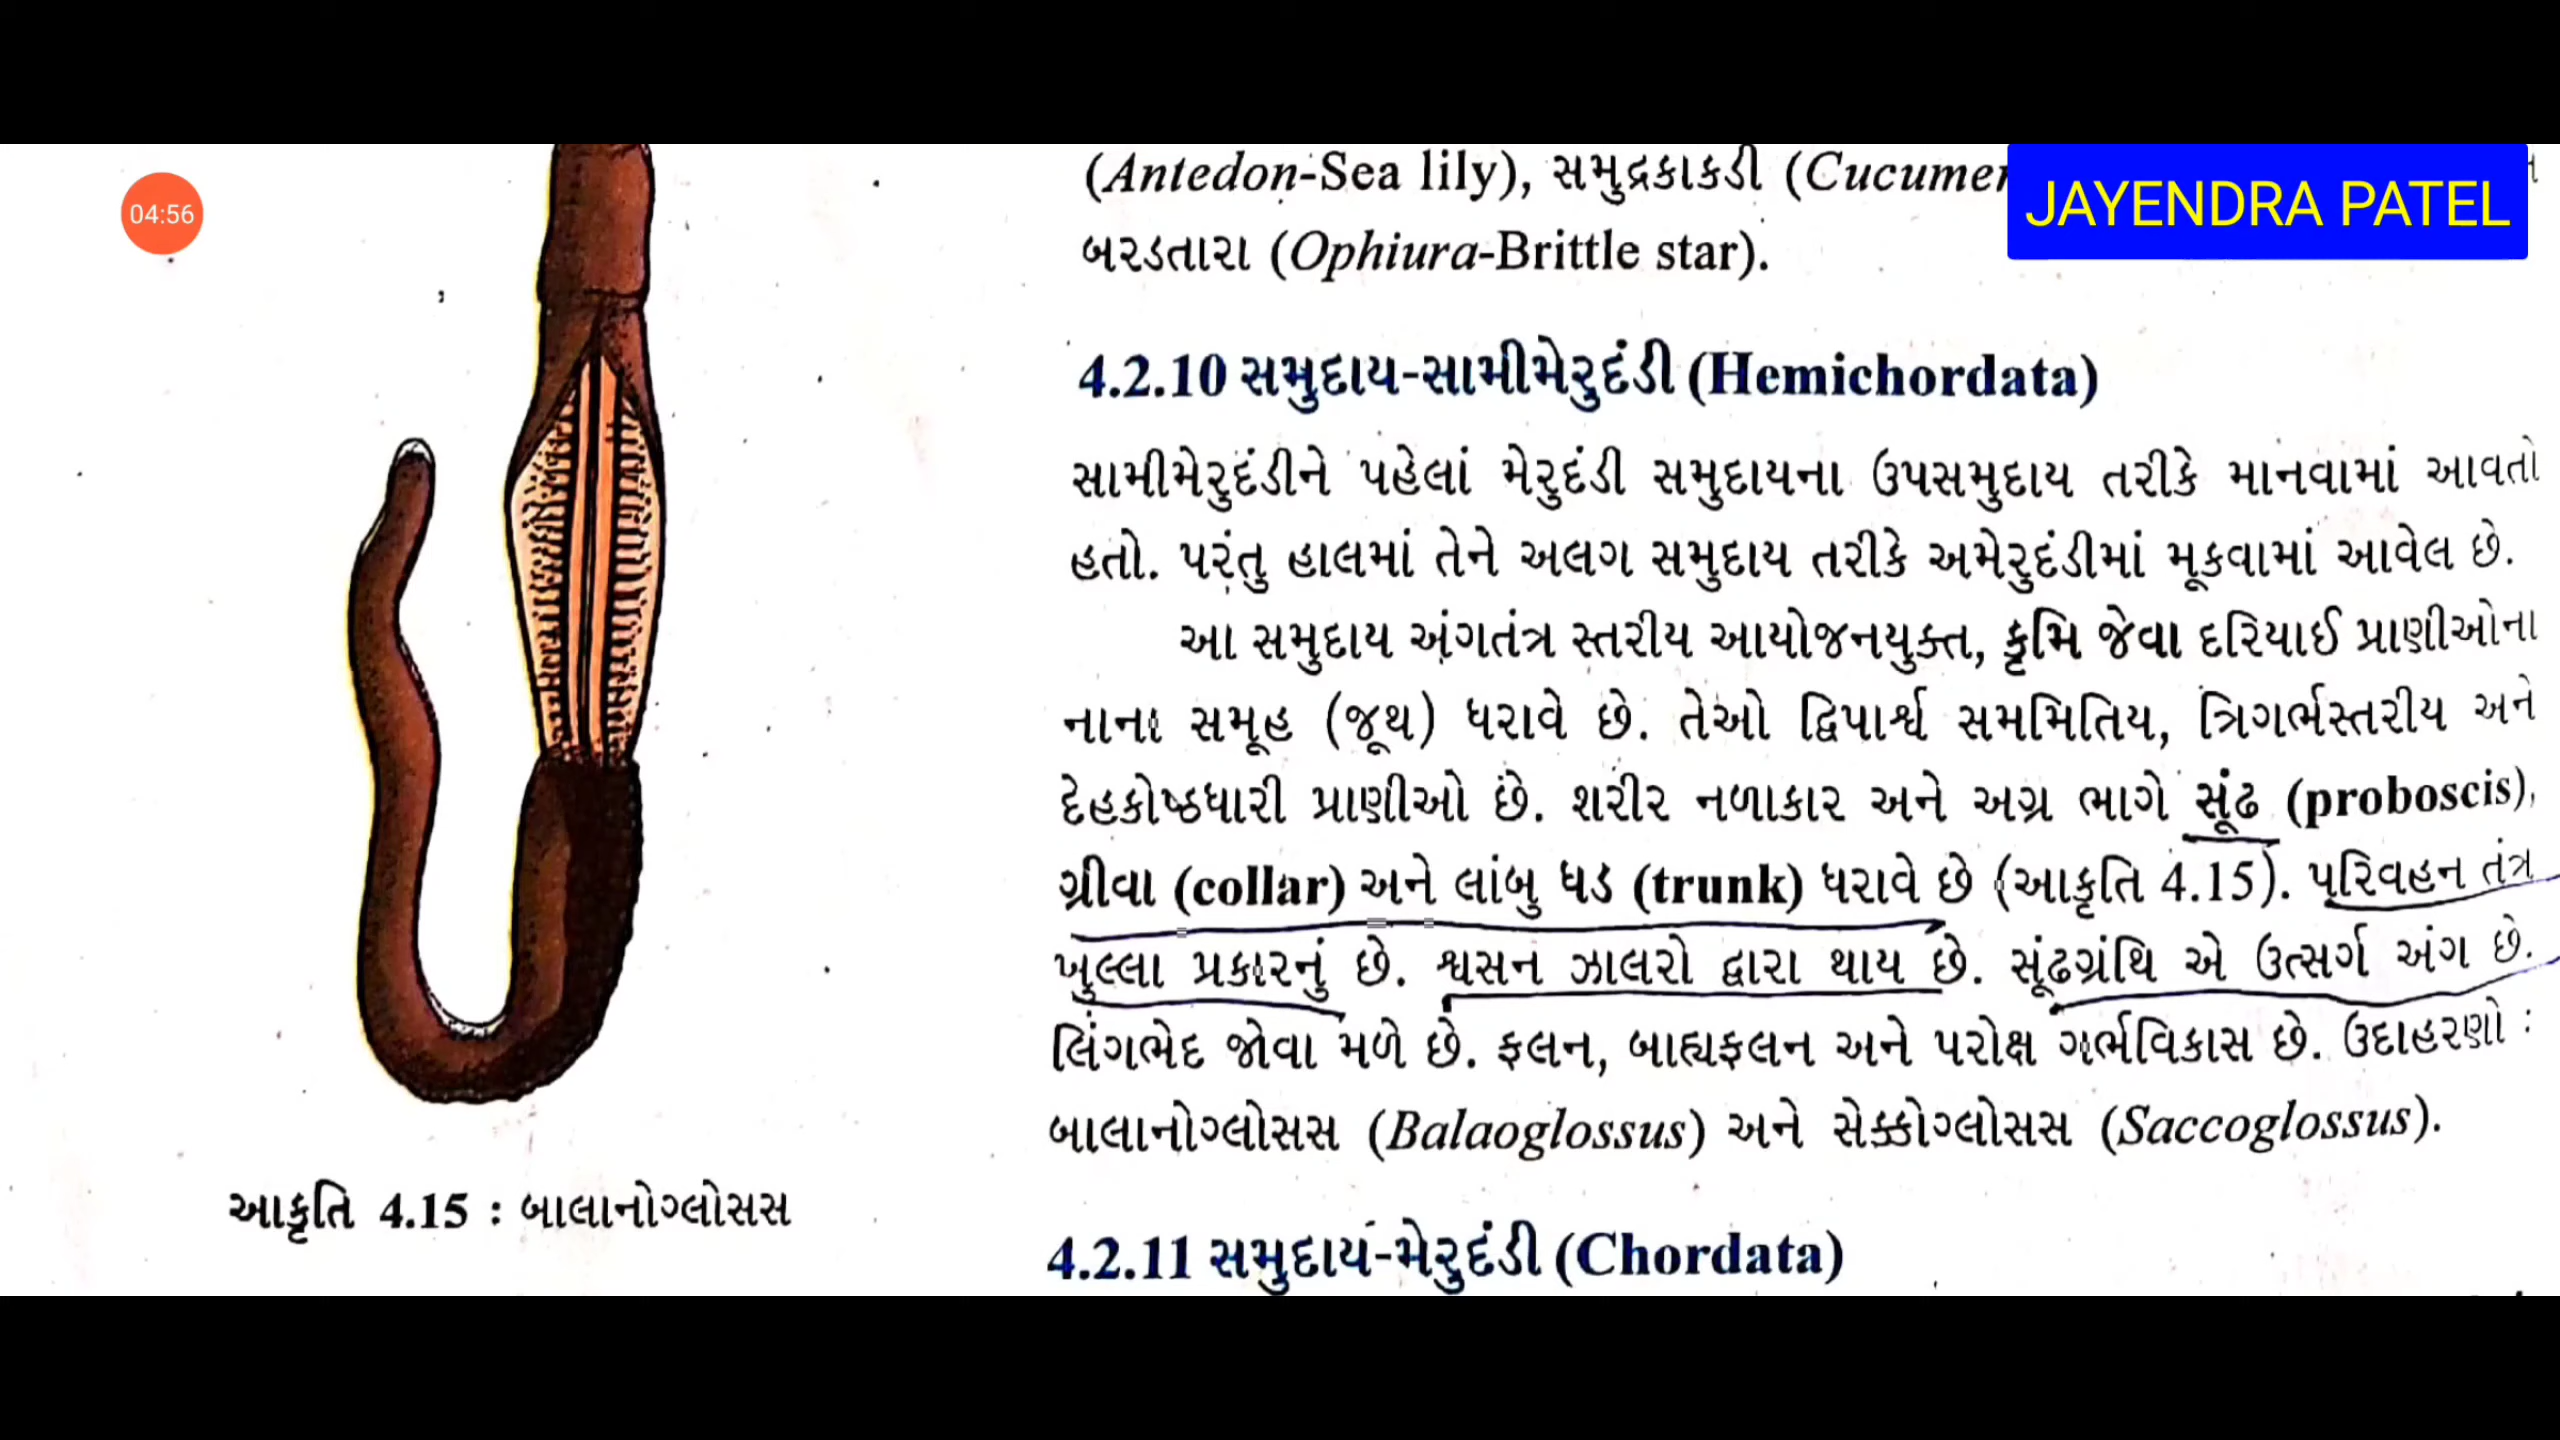 04:56
(Antedon-Sea lily), સમુદ્રકાકડી (
JAYENDRA PATEL
બરડતારા (Ophiura-Brittle star).
4.2.10 સમુદાય-સામીમેરુદંડી (Hemichordata)
સામીમેરુદંડીને પહેલાં મેરુદંડી સમુદાયના ઉપસમુદાય તરીકે માનવામાં આવતો
હતો. પરંતુ હાલમાં તેને અલગ સમુદાય તરીકે અમેરુદંડીમાં મૂકવામાં આવેલ છે.
આ સમુદાય અંગતંત્ર સ્તરીય આયોજનયુક્ત, કૃમિ જેવા દરિયાઈ પ્રાણીઓના
નાના સમૂહ (જૂથ) ધરાવે છે. તેઓ દ્વિપાર્શ્વ સમમિતિય, ત્રિગર્ભસ્તરીય અને
દેહકોષ્ઠધારી પ્રાણીઓ છે. શરીર નળાકાર અને અગ્ર ભાગે સૂંઢ (proboscis),
ગ્રીવા (collar) અને લાંબુ ધડ (trunk) ધરાવે છે (આકૃતિ 4.15). પરિવહન તંત્ર
ખુલ્લા પ્રકારનું છે. શ્વસન ઝાલરો દ્વારા થાય છે. સૂંઢગ્રંથિ એ ઉત્સર્ગ અંગ છે.
લિંગભેદ જોવા મળે છે. ફલન, બાહ્યફલન અને પરોક્ષ ગર્ભવિકાસ છે. ઉદાહરણો :
બાલાનોગ્લોસસ (Balaoglossus) અને સેક્કોગ્લોસસ (Saccoglossus).
આકૃતિ 4.15 : બાલાનોગ્લોસસ
4.2.11 સમુદાય-મેરુદંડી (Chordata)